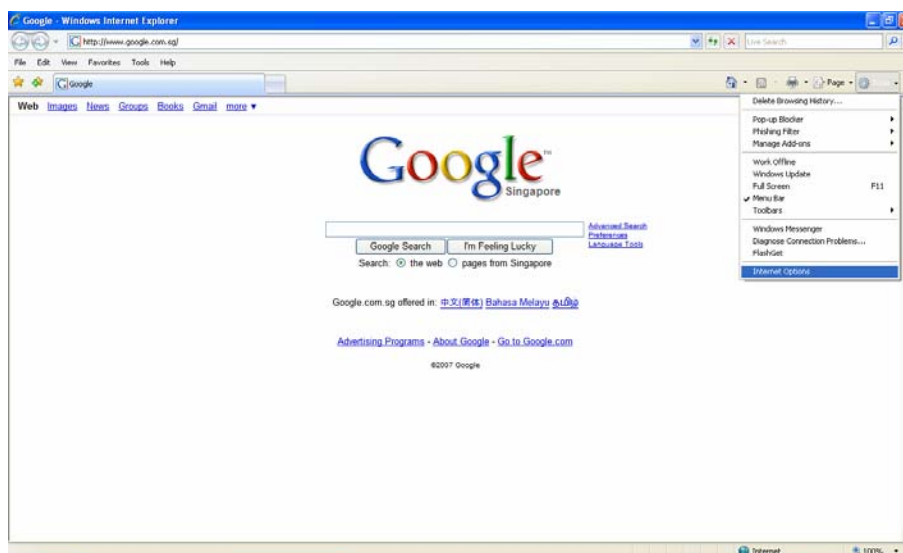 Google - Windows Internet Explorer
http://www.google.com.sg/
Live Search
File Edit View Favorites Tools Help
Google
Page
Web Images News Groups Books Gmail more ▼
Delete Browsing History...
Pop-up Blocker
Phishing Filter
Manage Add-ons
Work Offline
Windows Update
Full Screen F11
Menu Bar
Toolbars
Windows Messenger
Diagnose Connection Problems...
FlashGet
Internet Options
Google™
Singapore
Advanced Search
Preferences
Language Tools
Google Search I'm Feeling Lucky
Search: the web pages from Singapore
Google.com.sg offered in: 中文(简体) Bahasa Melayu தமிழ்
Advertising Programs - About Google - Go to Google.com
©2007 Google
Internet 100%